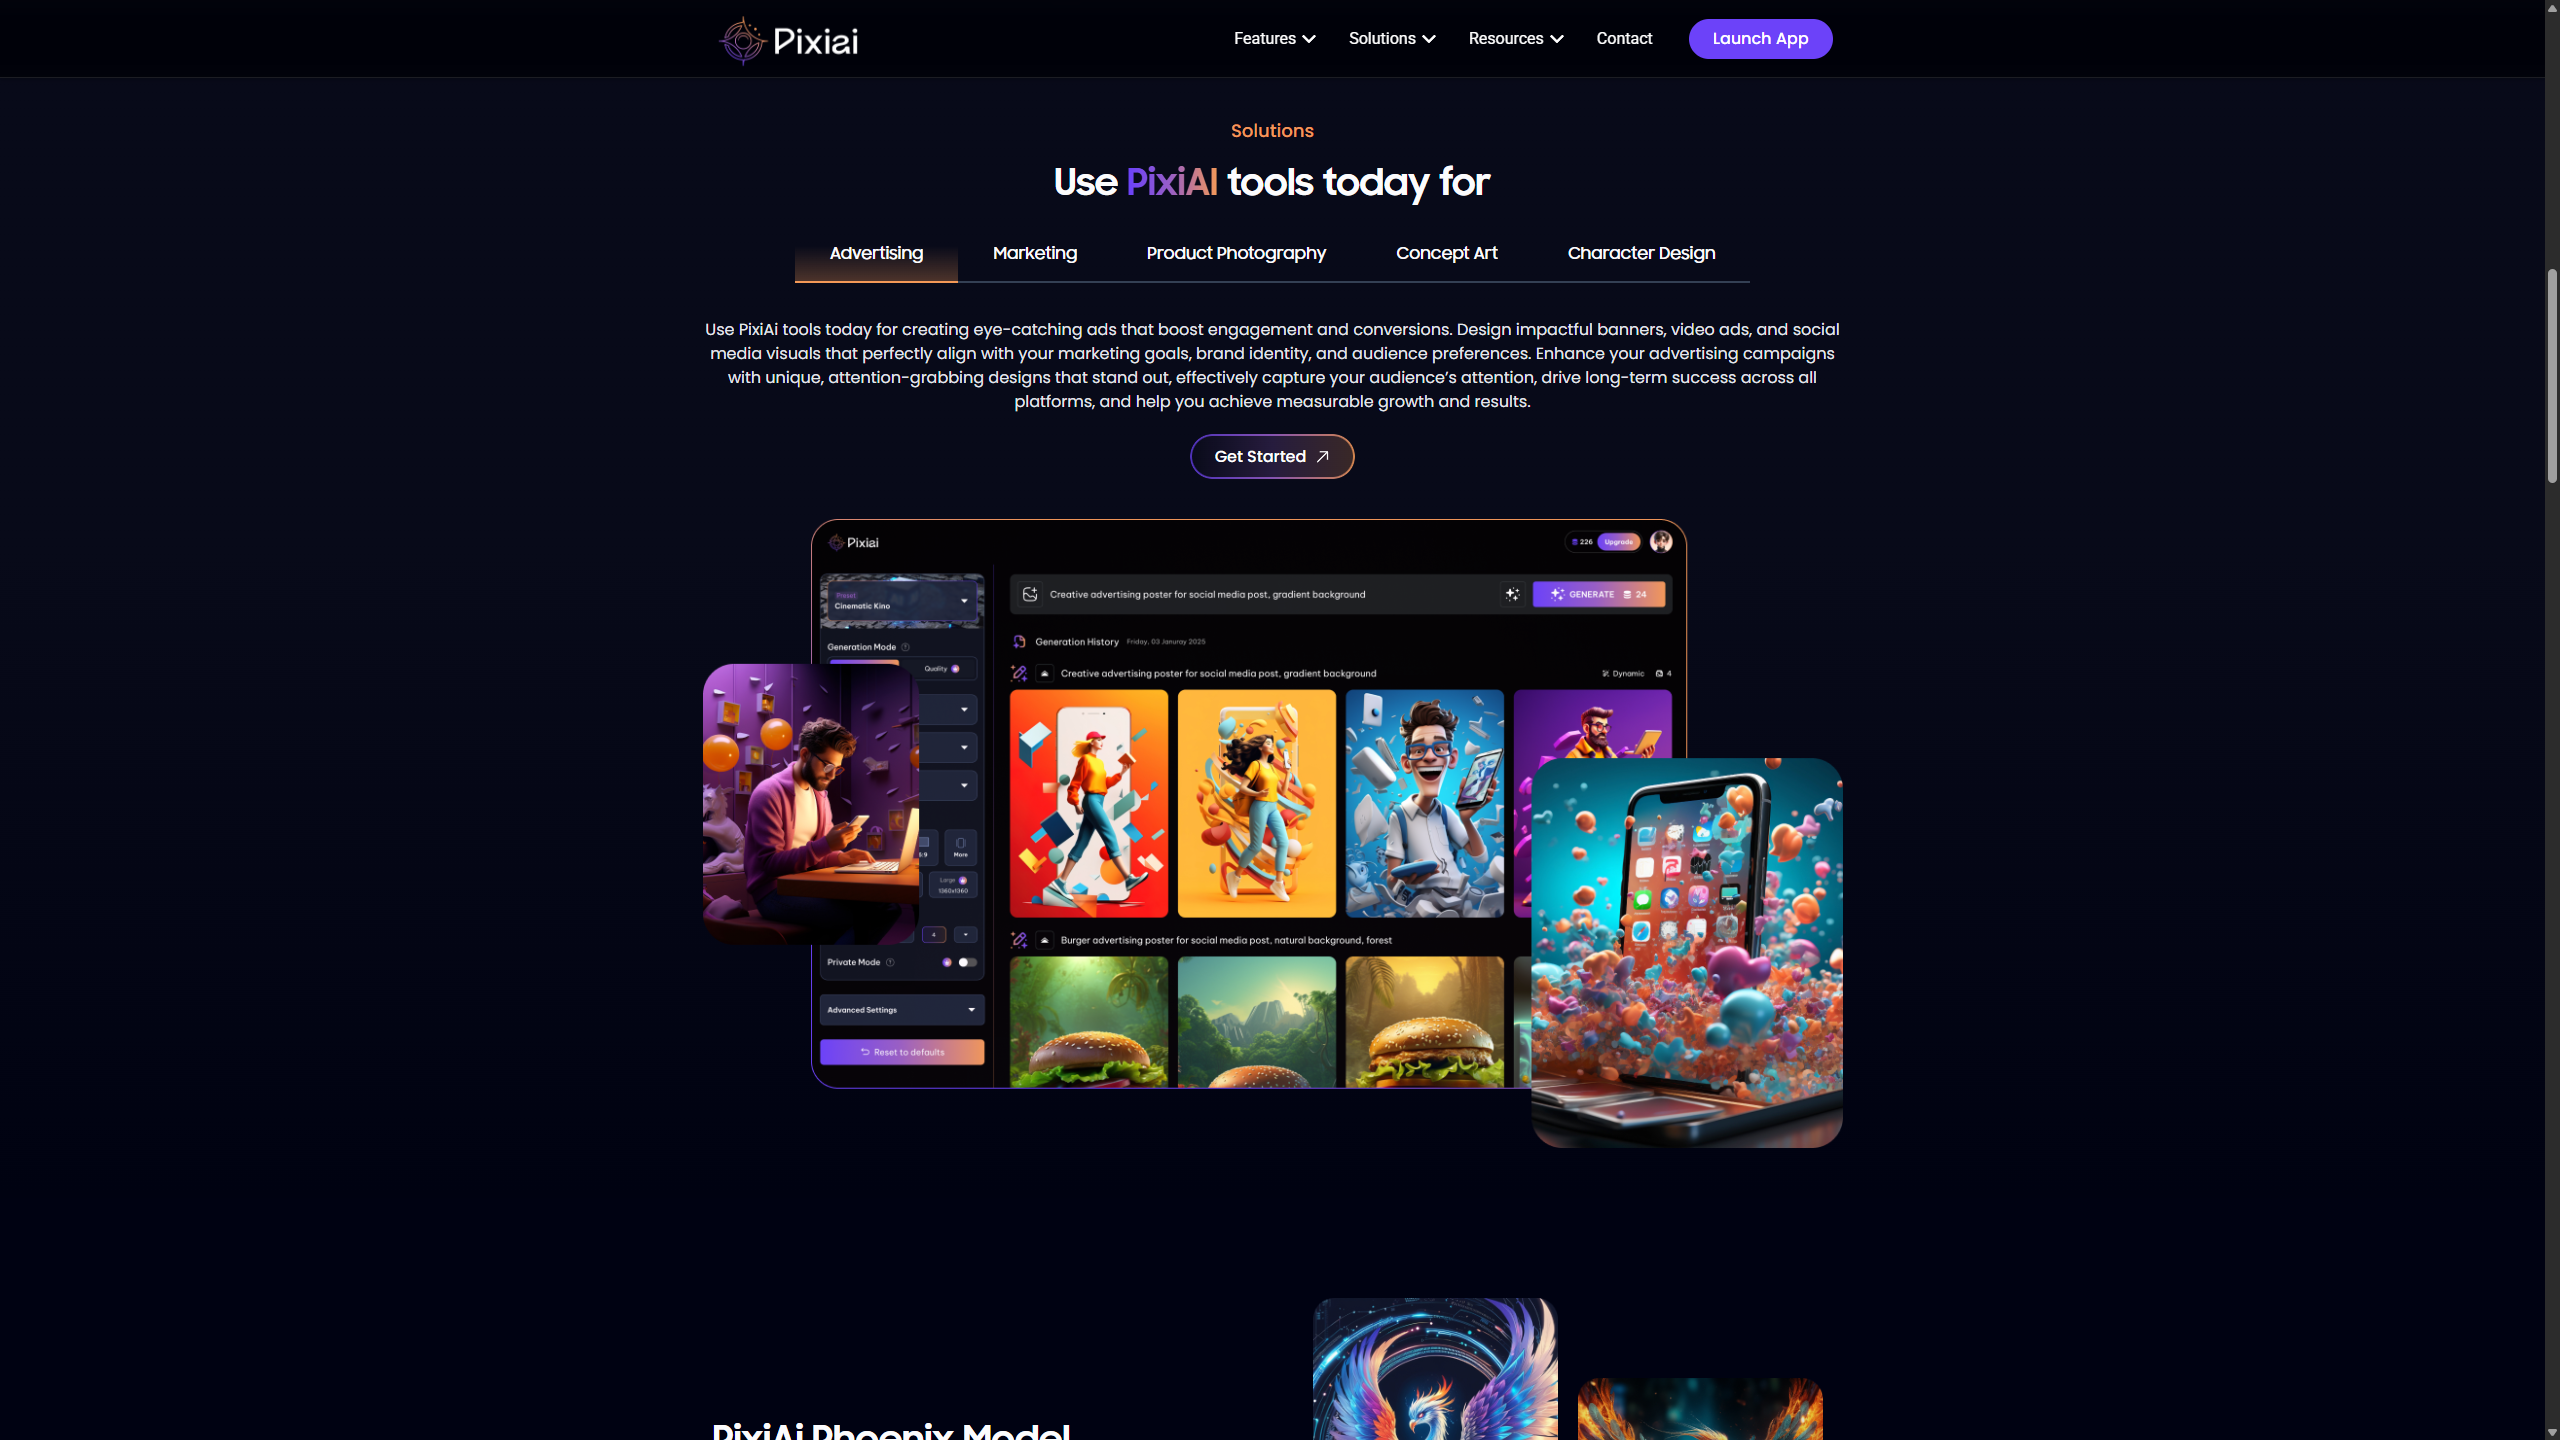 Pixiai
Features
Solutions
Resources
Contact
Launch App
Solutions
Use PixiAI tools today for
Advertising
Marketing
Product Photography
Concept Art
Character Design
Use PixiAi tools today for creating eye-catching ads that boost engagement and conversions. Design impactful banners, video ads, and social
media visuals that perfectly align with your marketing goals, brand identity, and audience preferences. Enhance your advertising campaigns
with unique, attention-grabbing designs that stand out, effectively capture your audience's attention, drive long-term success across all
platforms, and help you achieve measurable growth and results.
Get Started
Pixiai
226
Upgrade
Preset
Cinematic Kino
Creative advertising poster for social media post, gradient background
GENERATE 24
Generation Mode
Quality
Generation History Friday, 03 Januray 2025
Creative advertising poster for social media post, gradient background
Dynamic
4
More
Large
1360x1360
4
Burger advertising poster for social media post, natural background, forest
Private Mode
Advanced Settings
Reset to defaults
PixiAi Phoenix Model